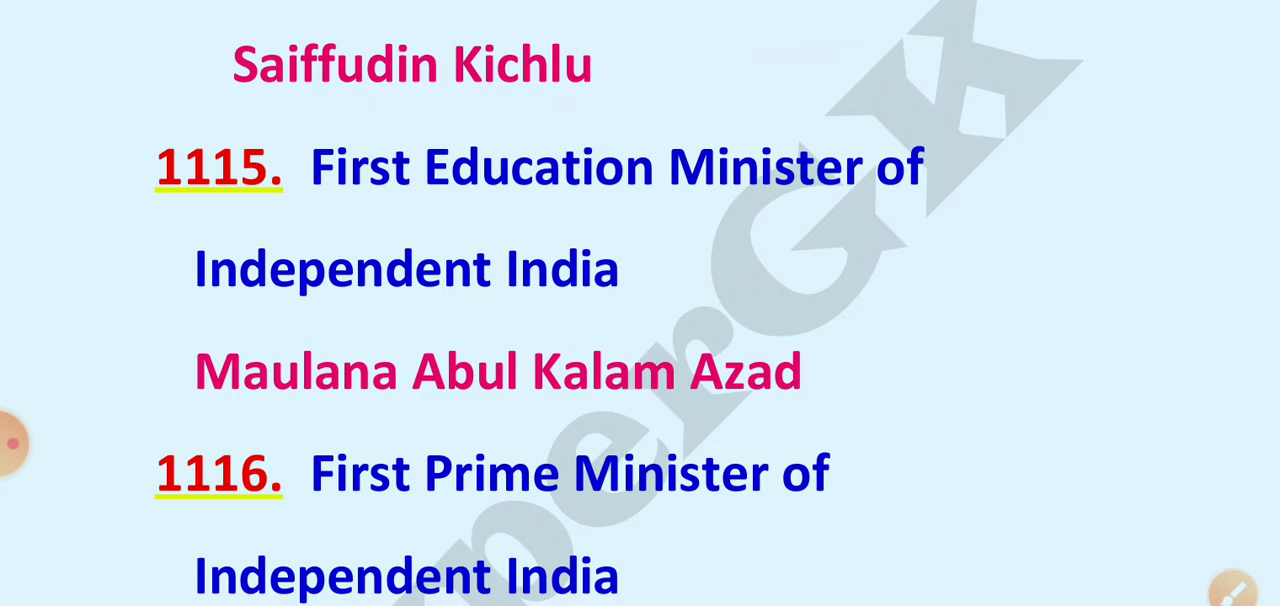 Saiffudin Kichlu
1115. First Education Minister of
Independent India
Maulana Abul Kalam Azad
1116. First Prime Minister of
Independent India
perGK